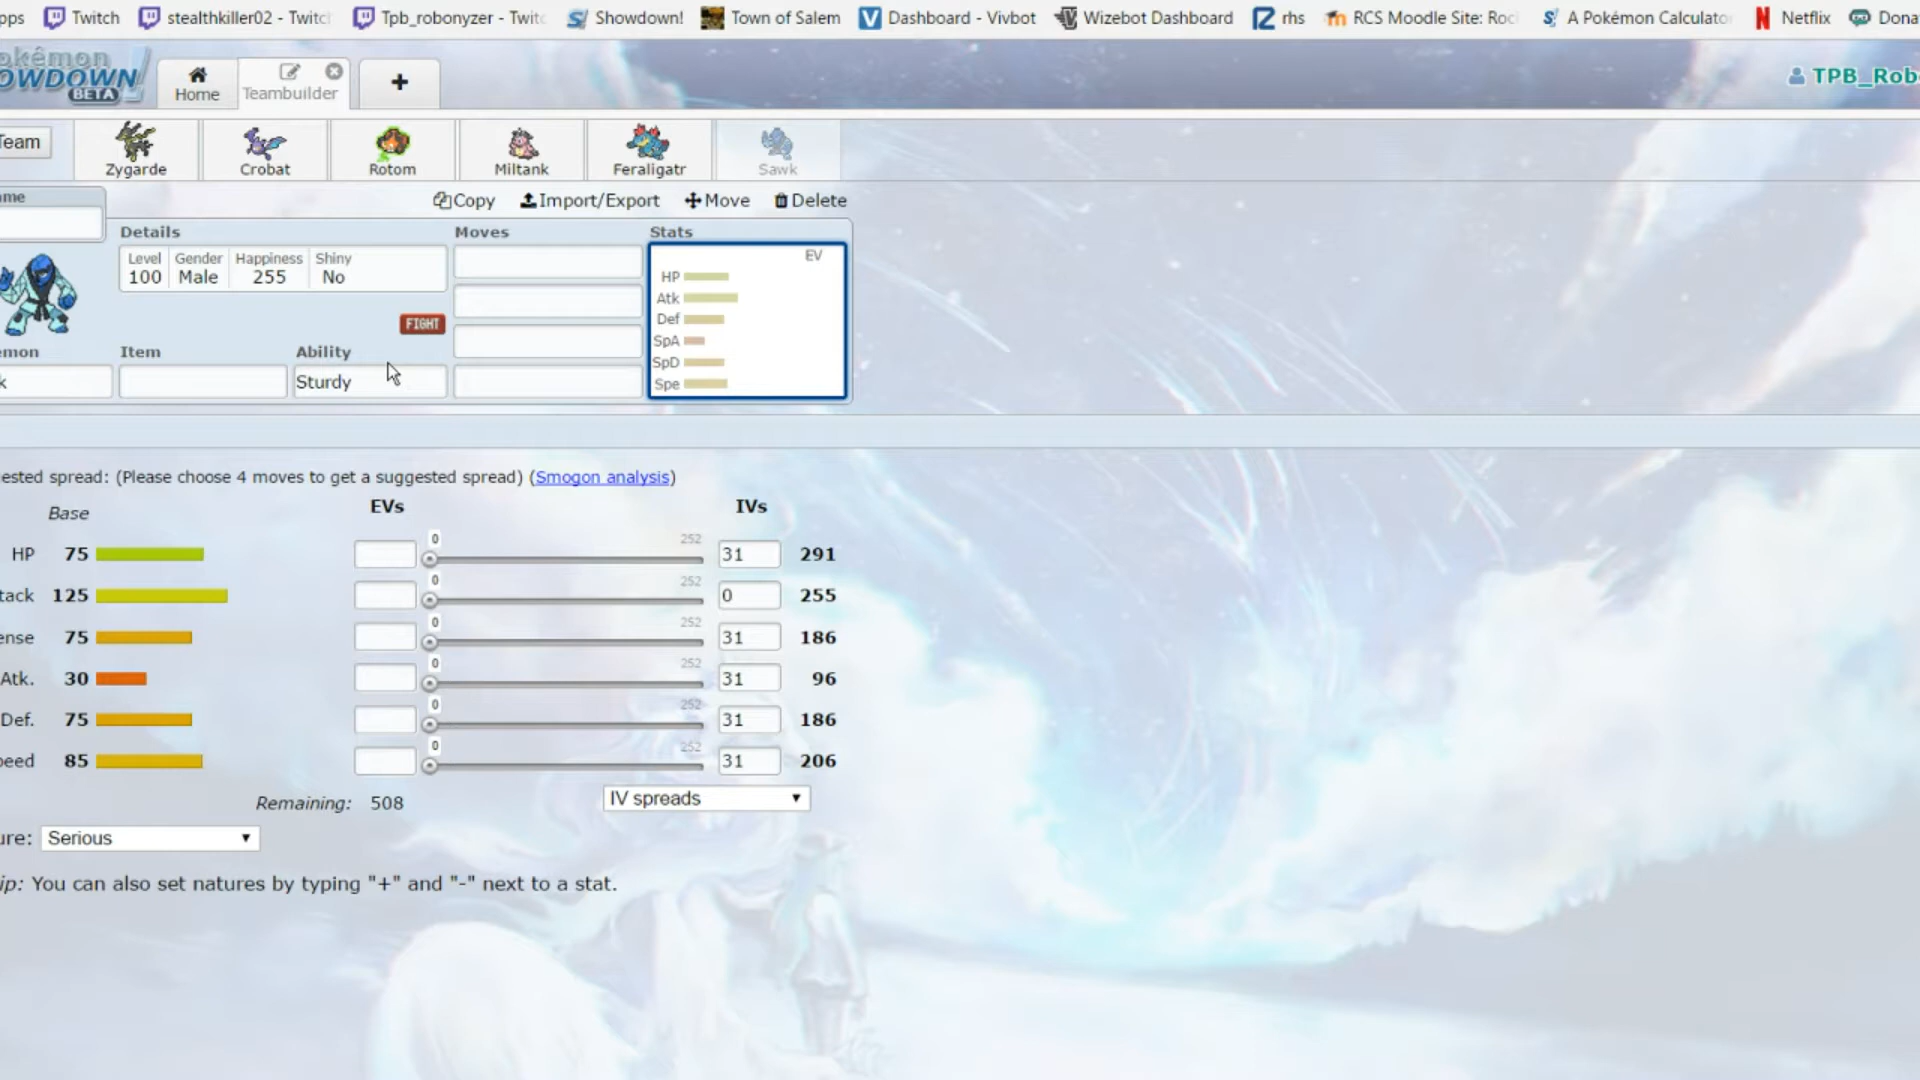 pps Twitch stealthkiller02 - Twitc Tpb_robonyzer - Twitc Showdown! Town of Salem Dashboard - Vivbot Wizebot Dashboard rhs RCS Moodle Site: Roc A Pokémon Calculato Netflix Dona
okémon
OWDOWN!
BETA
Home
Teambuilder
+
TPB_Rob
Team
Zygarde Crobat Rotom Miltank Feraligatr Sawk
Copy Import/Export Move Delete
ame
Details Moves Stats
Level Gender Happiness Shiny
100 Male 255 No
EV
HP
Atk
Def
SpA
SpD
Spe
FIGHT
emon Item Ability
k Sturdy
ested spread: (Please choose 4 moves to get a suggested spread) (Smogon analysis)
Base EVs IVs
HP 75 0 252 31 291
tack 125 0 252 0 255
ense 75 0 252 31 186
Atk. 30 0 252 31 96
Def. 75 0 252 31 186
peed 85 0 252 31 206
Remaining: 508 IV spreads
ure: Serious
ip: You can also set natures by typing "+" and "-" next to a stat.